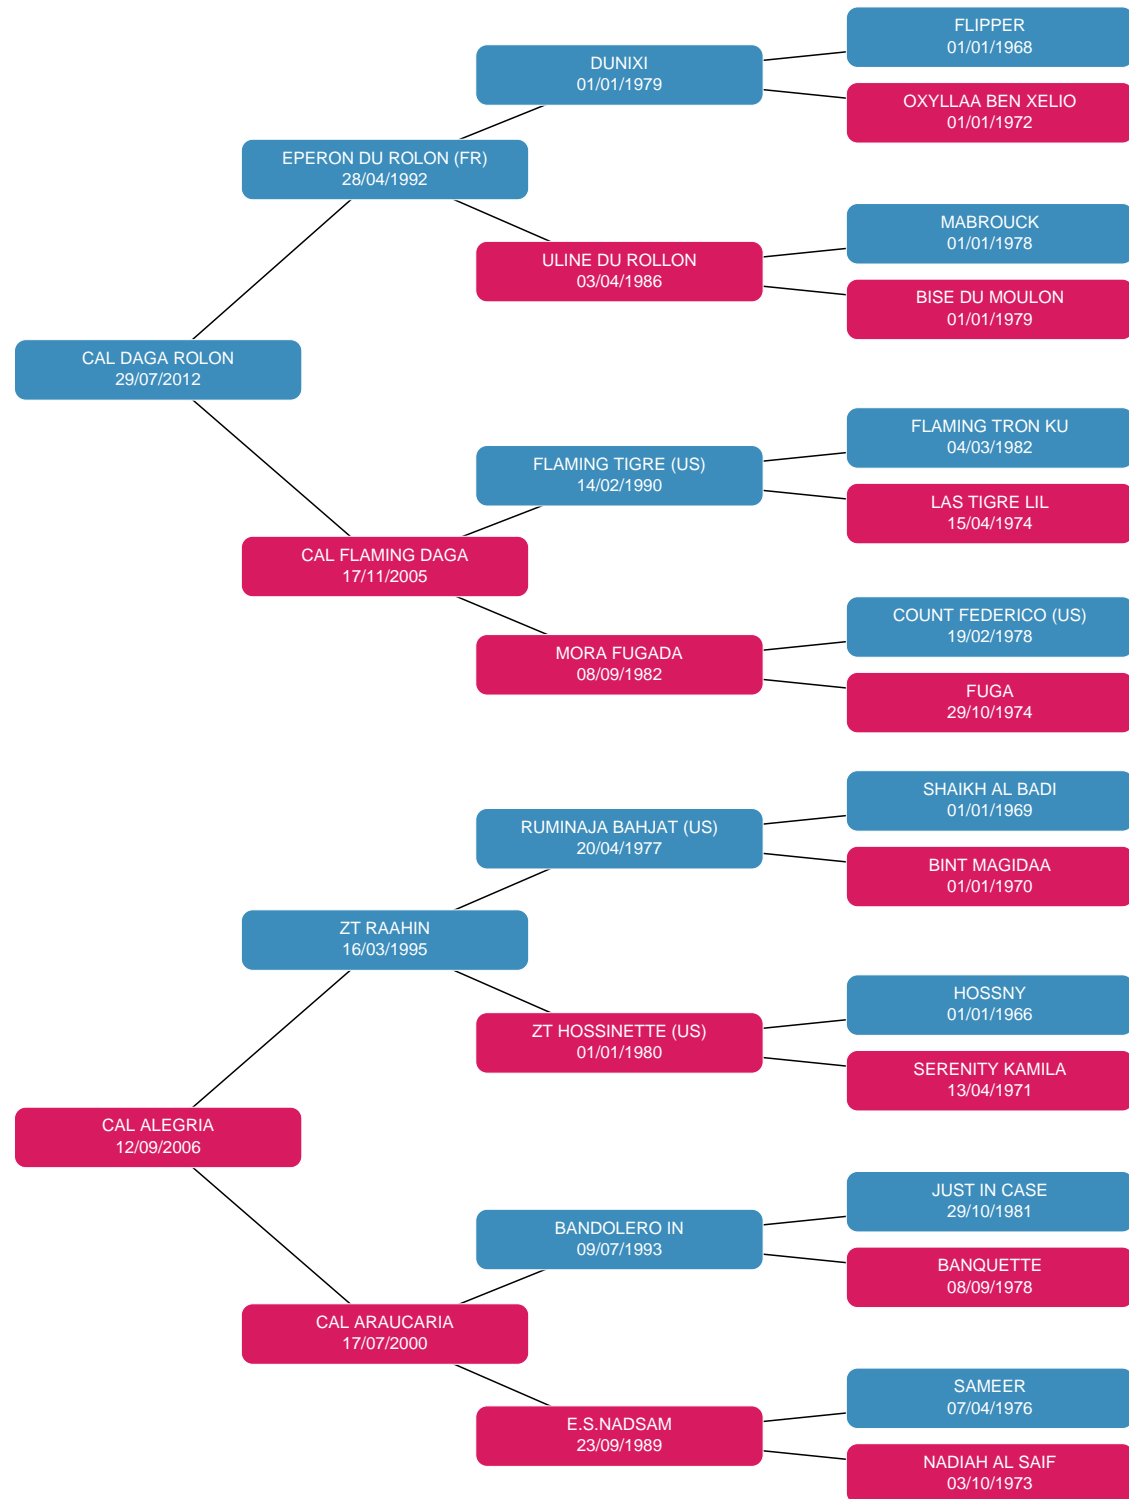 FLIPPER
01/01/1968
DUNIXI
01/01/1979
OXYLLAA BEN XELIO
01/01/1972
EPERON DU ROLON (FR)
28/04/1992
MABROUCK
01/01/1978
ULINE DU ROLLON
03/04/1986
BISE DU MOULON
01/01/1979
CAL DAGA ROLON
29/07/2012
FLAMING TRON KU
04/03/1982
FLAMING TIGRE (US)
14/02/1990
LAS TIGRE LIL
15/04/1974
CAL FLAMING DAGA
17/11/2005
COUNT FEDERICO (US)
19/02/1978
MORA FUGADA
08/09/1982
FUGA
29/10/1974
SHAIKH AL BADI
01/01/1969
RUMINAJA BAHJAT (US)
20/04/1977
BINT MAGIDAA
01/01/1970
ZT RAAHIN
16/03/1995
HOSSNY
01/01/1966
ZT HOSSINETTE (US)
01/01/1980
SERENITY KAMILA
13/04/1971
CAL ALEGRIA
12/09/2006
JUST IN CASE
29/10/1981
BANDOLERO IN
09/07/1993
BANQUETTE
08/09/1978
CAL ARAUCARIA
17/07/2000
SAMEER
07/04/1976
E.S.NADSAM
23/09/1989
NADIAH AL SAIF
03/10/1973